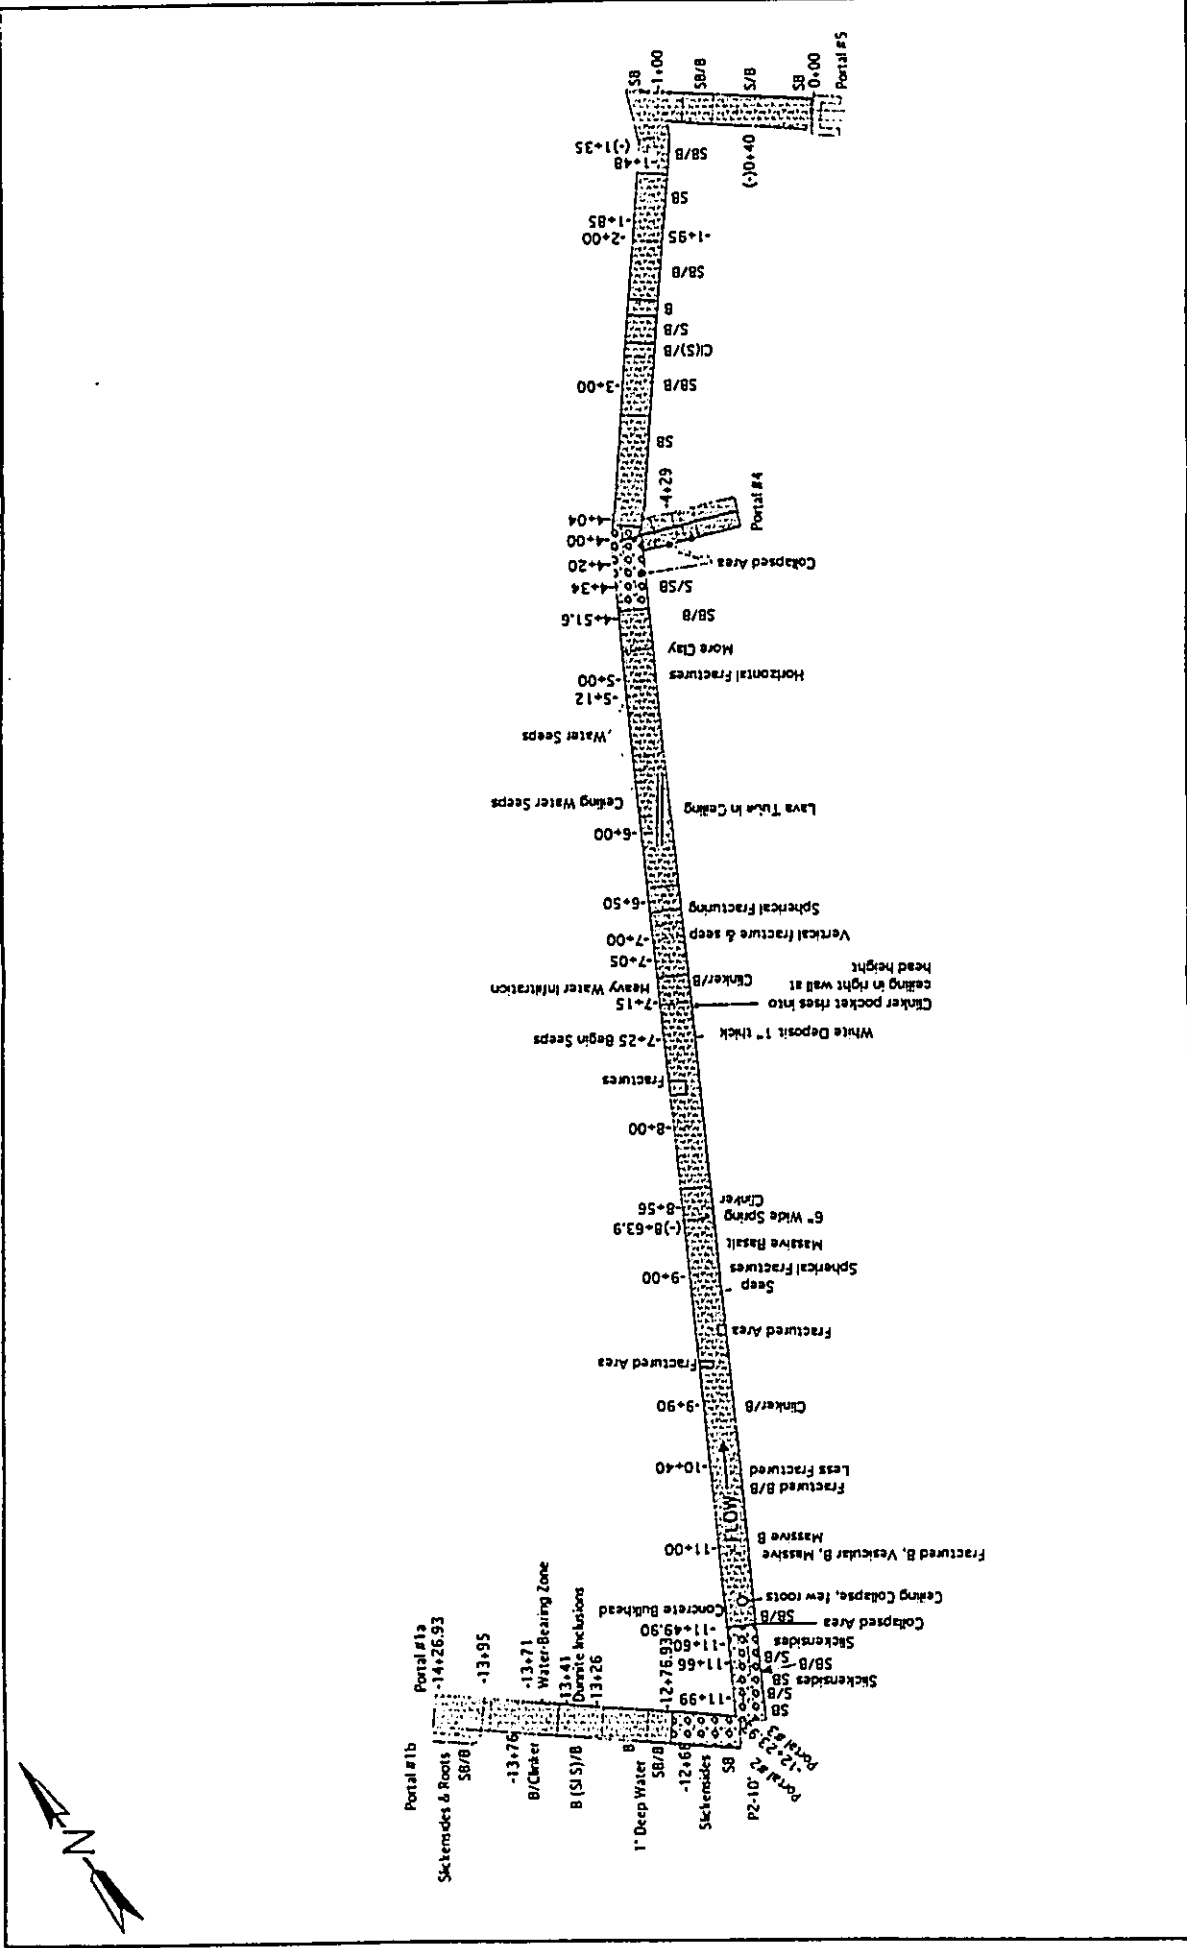 SB
-1+00
SB/B
S/B
SB
0+00
Portal #5
(-)0+40
(-)1+35
-1+48
SB/B
SB
-1+85
-2+00
-1+95
SB/B
B
S/B
Cl(S)/B
-3+00
SB/B
SB
-4+29
Portal #4
-4+04
-4+00
-4+20
-4+34
-4+51.6
Collapsed Area
S/SB
SB/B
More Clay
Horizontal Fractures
-5+00
-5+12
Water Seeps
Ceiling Water Seeps
Lava Tube in Ceiling
-6+00
-6+50
Spherical Fracturing
-7+00
Vertical fracture & seep
-7+05
Clinker/B
Heavy Water Infiltration
-7+15
Clinker pocket rises into
ceiling in right wall at
head height
-7+25 Begin Seeps
White Deposit 1" thick
Fractures
-8+00
-8+56
Clinker
(-)8+63.9
6" Wide Spring
Massive Basalt
Spherical Fractures
-9+00
Seep
Fractured Area
Fractured Area
-9+90
Clinker/B
-10+40
Less Fractured
Fractured B/B
FLOW
Massive B
-11+00
Fractured B, Vesicular B, Massive
Ceiling Collapse, few roots
Concrete Bulkhead
SB/B
Collapsed Area
-11+49.90
-11+60
Slickensides
S/B
-11+66
SB/B
Slickensides SB
-11+99
S/B
SB
-12+23.9
Portal #3
Portal #2
P2-10'
Portal #1a
-14+26.93
-13+95
-13+71
Water-Bearing Zone
-13+41
Dunnite Inclusions
-13+26
-12+76.93
Portal #1b
Slickensides & Roots
SB/B
-13+76
B/Clinker
B (SI S)/B
B
1" Deep Water
SB/B
-12+66
Slickensides
SB
N